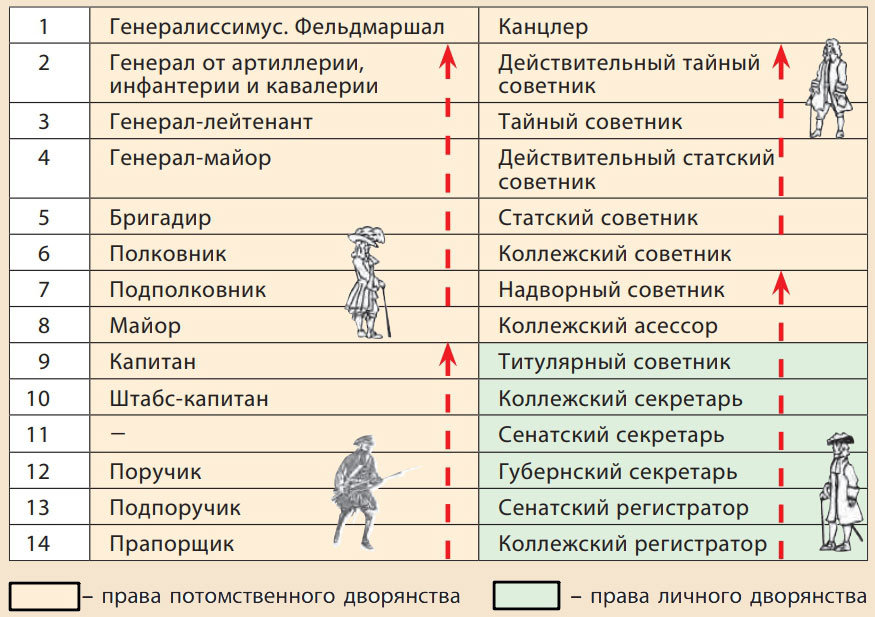 1 Генералиссимус. Фельдмаршал Канцлер
2 Генерал от артиллерии, Действительный тайный
инфантерии и кавалерии советник
3 Генерал-лейтенант Тайный советник
4 Генерал-майор Действительный статский
советник
5 Бригадир Статский советник
6 Полковник Коллежский советник
7 Подполковник Надворный советник
8 Майор Коллежский асессор
9 Капитан Титулярный советник
10 Штабс-капитан Коллежский секретарь
11 – Сенатский секретарь
12 Поручик Губернский секретарь
13 Подпоручик Сенатский регистратор
14 Прапорщик Коллежский регистратор
– права потомственного дворянства – права личного дворянства